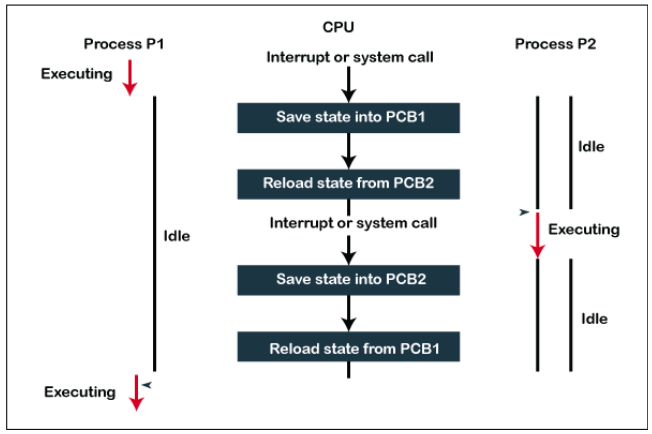 CPU
Process P1
Process P2
Interrupt or system call
Executing
Save state into PCB1
Idle
Reload state from PCB2
Interrupt or system call
Executing
Idle
Save state into PCB2
Idle
Reload state from PCB1
Executing